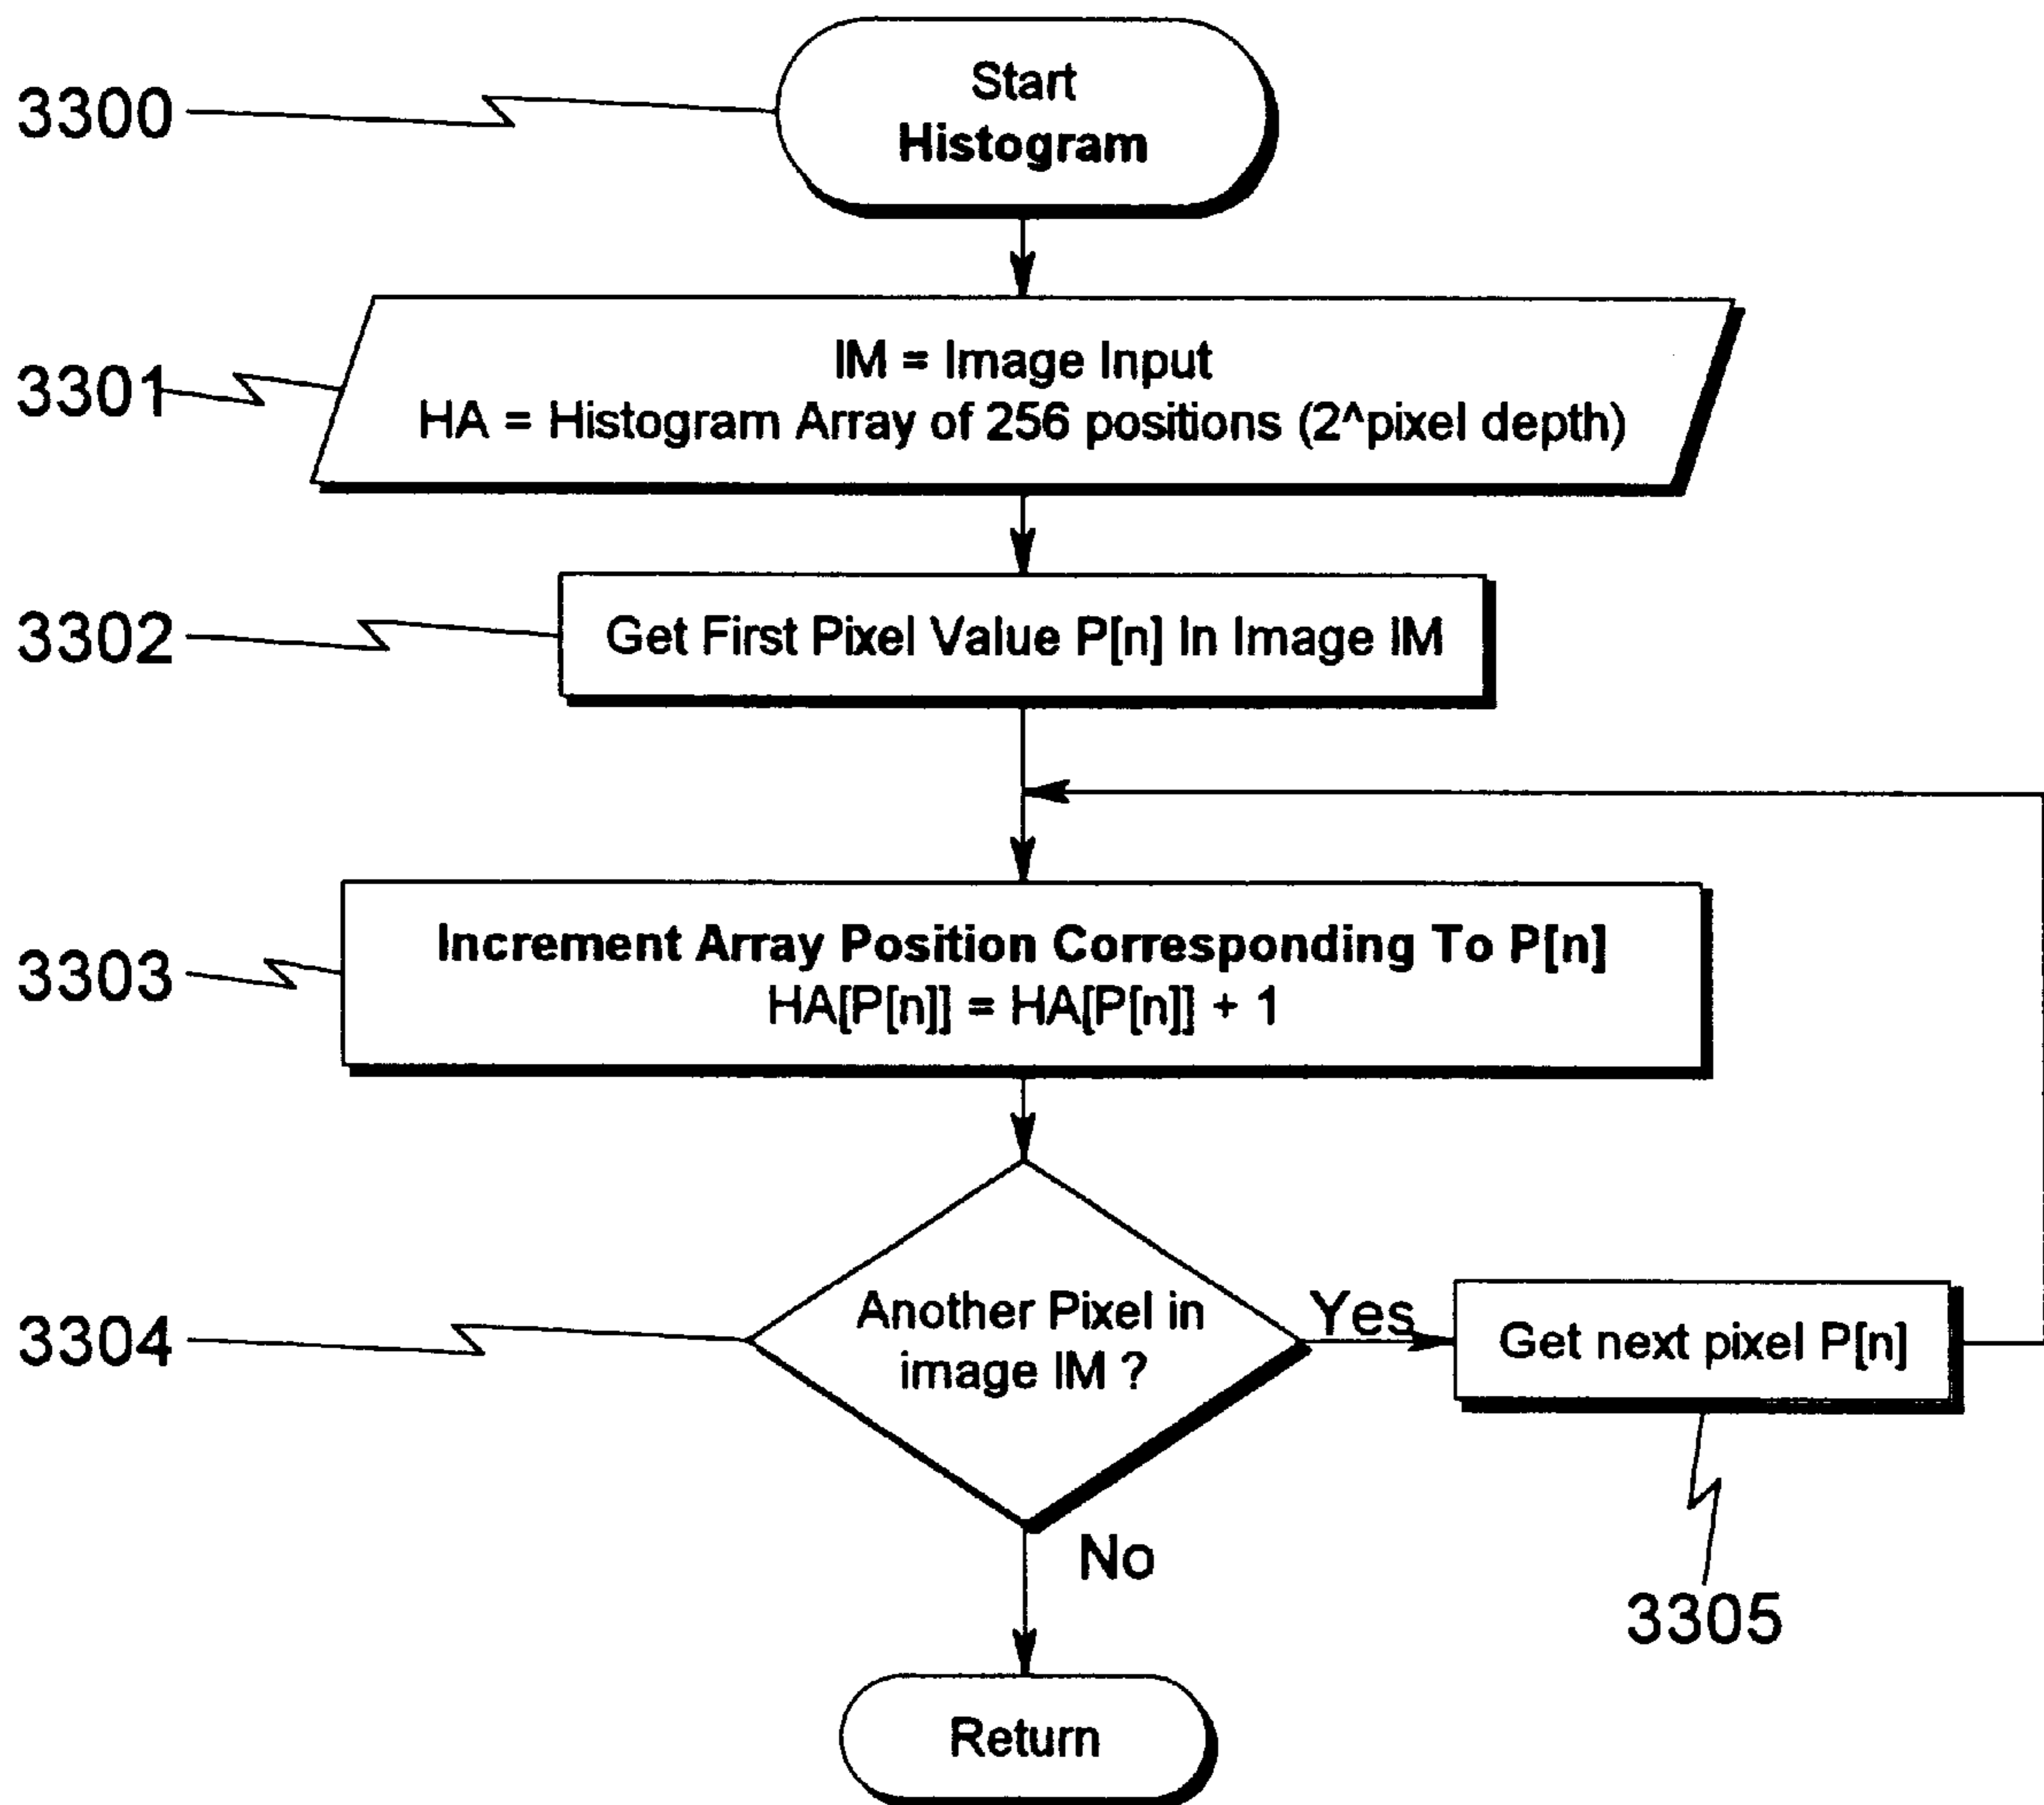 3300
Start
Histogram
3301
IM = Image Input
HA = Histogram Array of 256 positions (2^pixel depth)
3302
Get First Pixel Value P[n] In Image IM
3303
Increment Array Position Corresponding To P[n]
HA[P[n]] = HA[P[n]] + 1
3304
Another Pixel in
image IM ?
Yes
Get next pixel P[n]
No
3305
Return